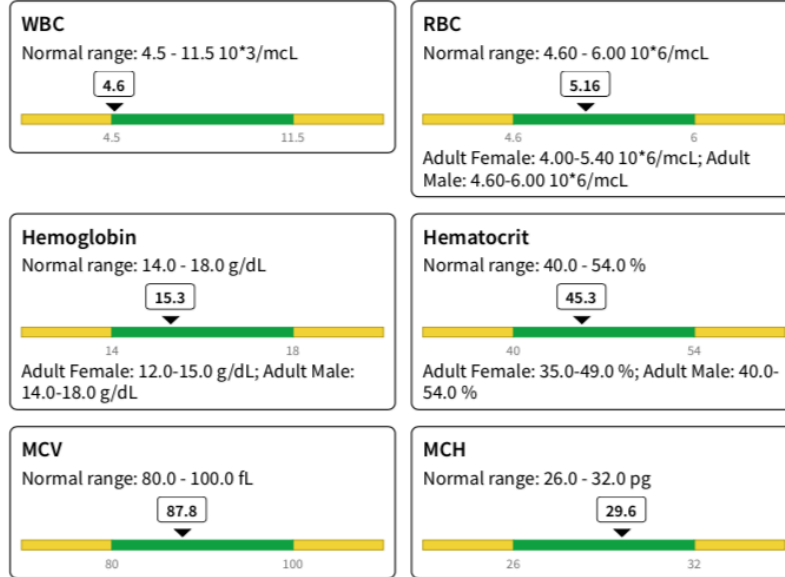 WBC
Normal range: 4.5 - 11.5 10*3/mcL
4.6
4.5 11.5
RBC
Normal range: 4.60 - 6.00 10*6/mcL
5.16
4.6 6
Adult Female: 4.00-5.40 10*6/mcL; Adult
Male: 4.60-6.00 10*6/mcL
Hemoglobin
Normal range: 14.0 - 18.0 g/dL
15.3
14 18
Adult Female: 12.0-15.0 g/dL; Adult Male:
14.0-18.0 g/dL
Hematocrit
Normal range: 40.0 - 54.0 %
45.3
40 54
Adult Female: 35.0-49.0 %; Adult Male: 40.0-
54.0 %
MCV
Normal range: 80.0 - 100.0 fL
87.8
80 100
MCH
Normal range: 26.0 - 32.0 pg
29.6
26 32